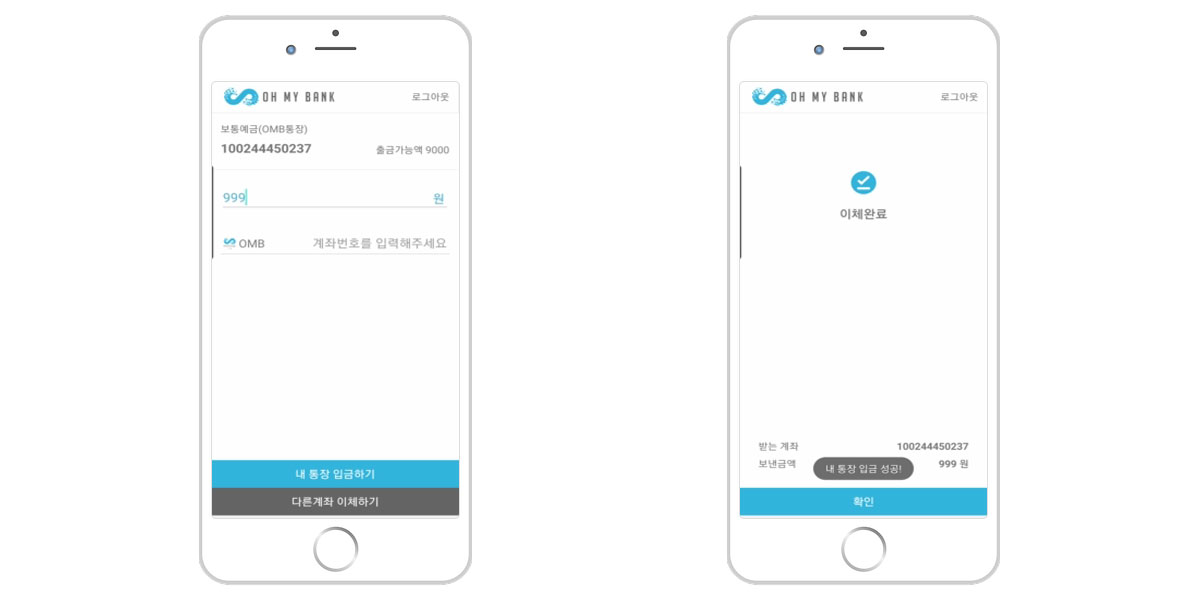 OH MY BANK 로그아웃
보통예금(OMB통장)
100244450237 출금가능액 9000
999 원
OMB 계좌번호를 입력해주세요
내 통장 입금하기
다른계좌 이체하기
OH MY BANK 로그아웃
이체완료
받는 계좌 100244450237
보낸금액 999 원
내 통장 입금 성공!
확인